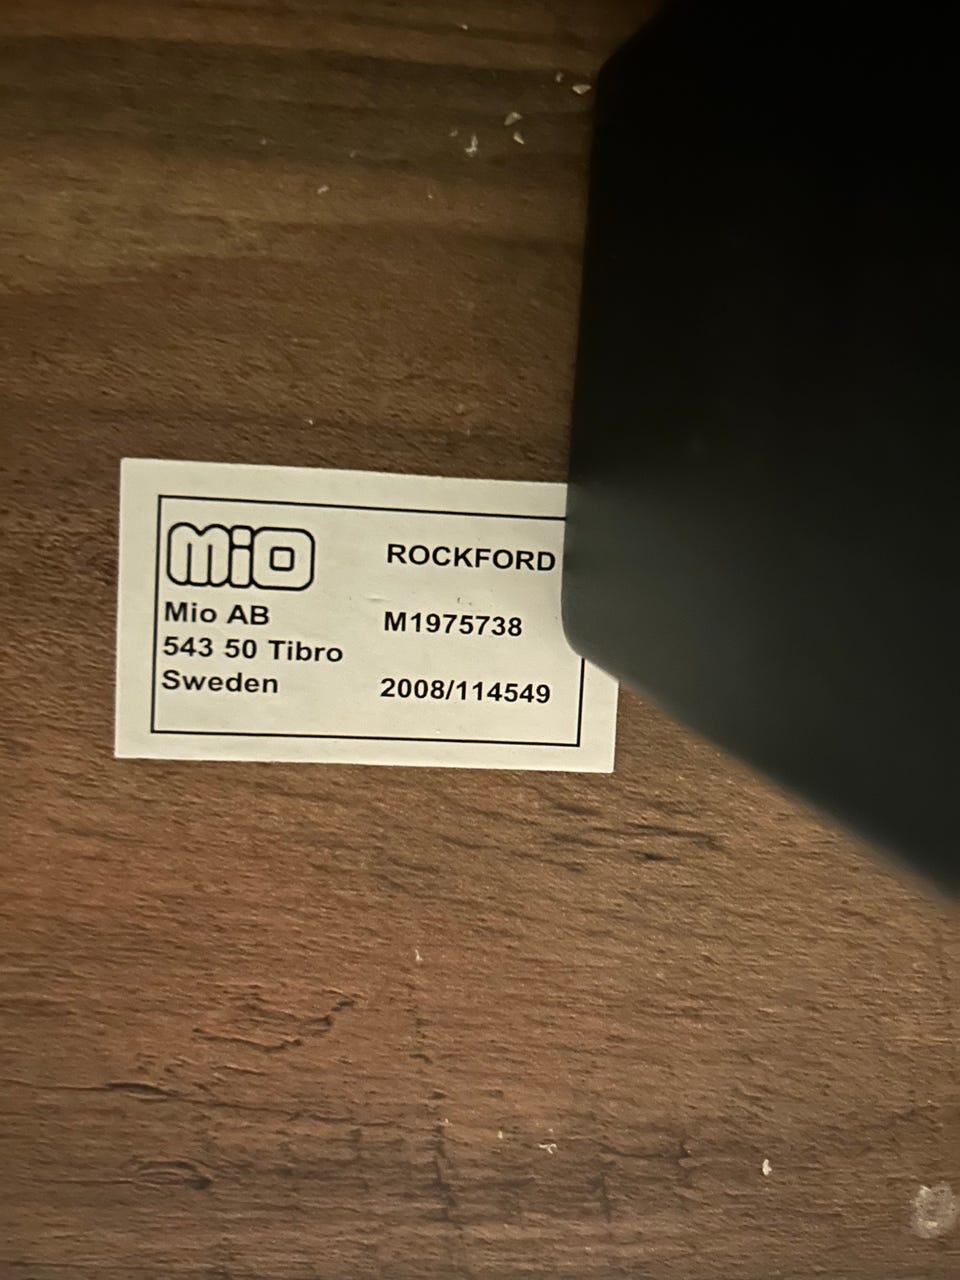 mio
Mio AB
543 50 Tibro
Sweden
ROCKFORD
M1975738
2008/114549